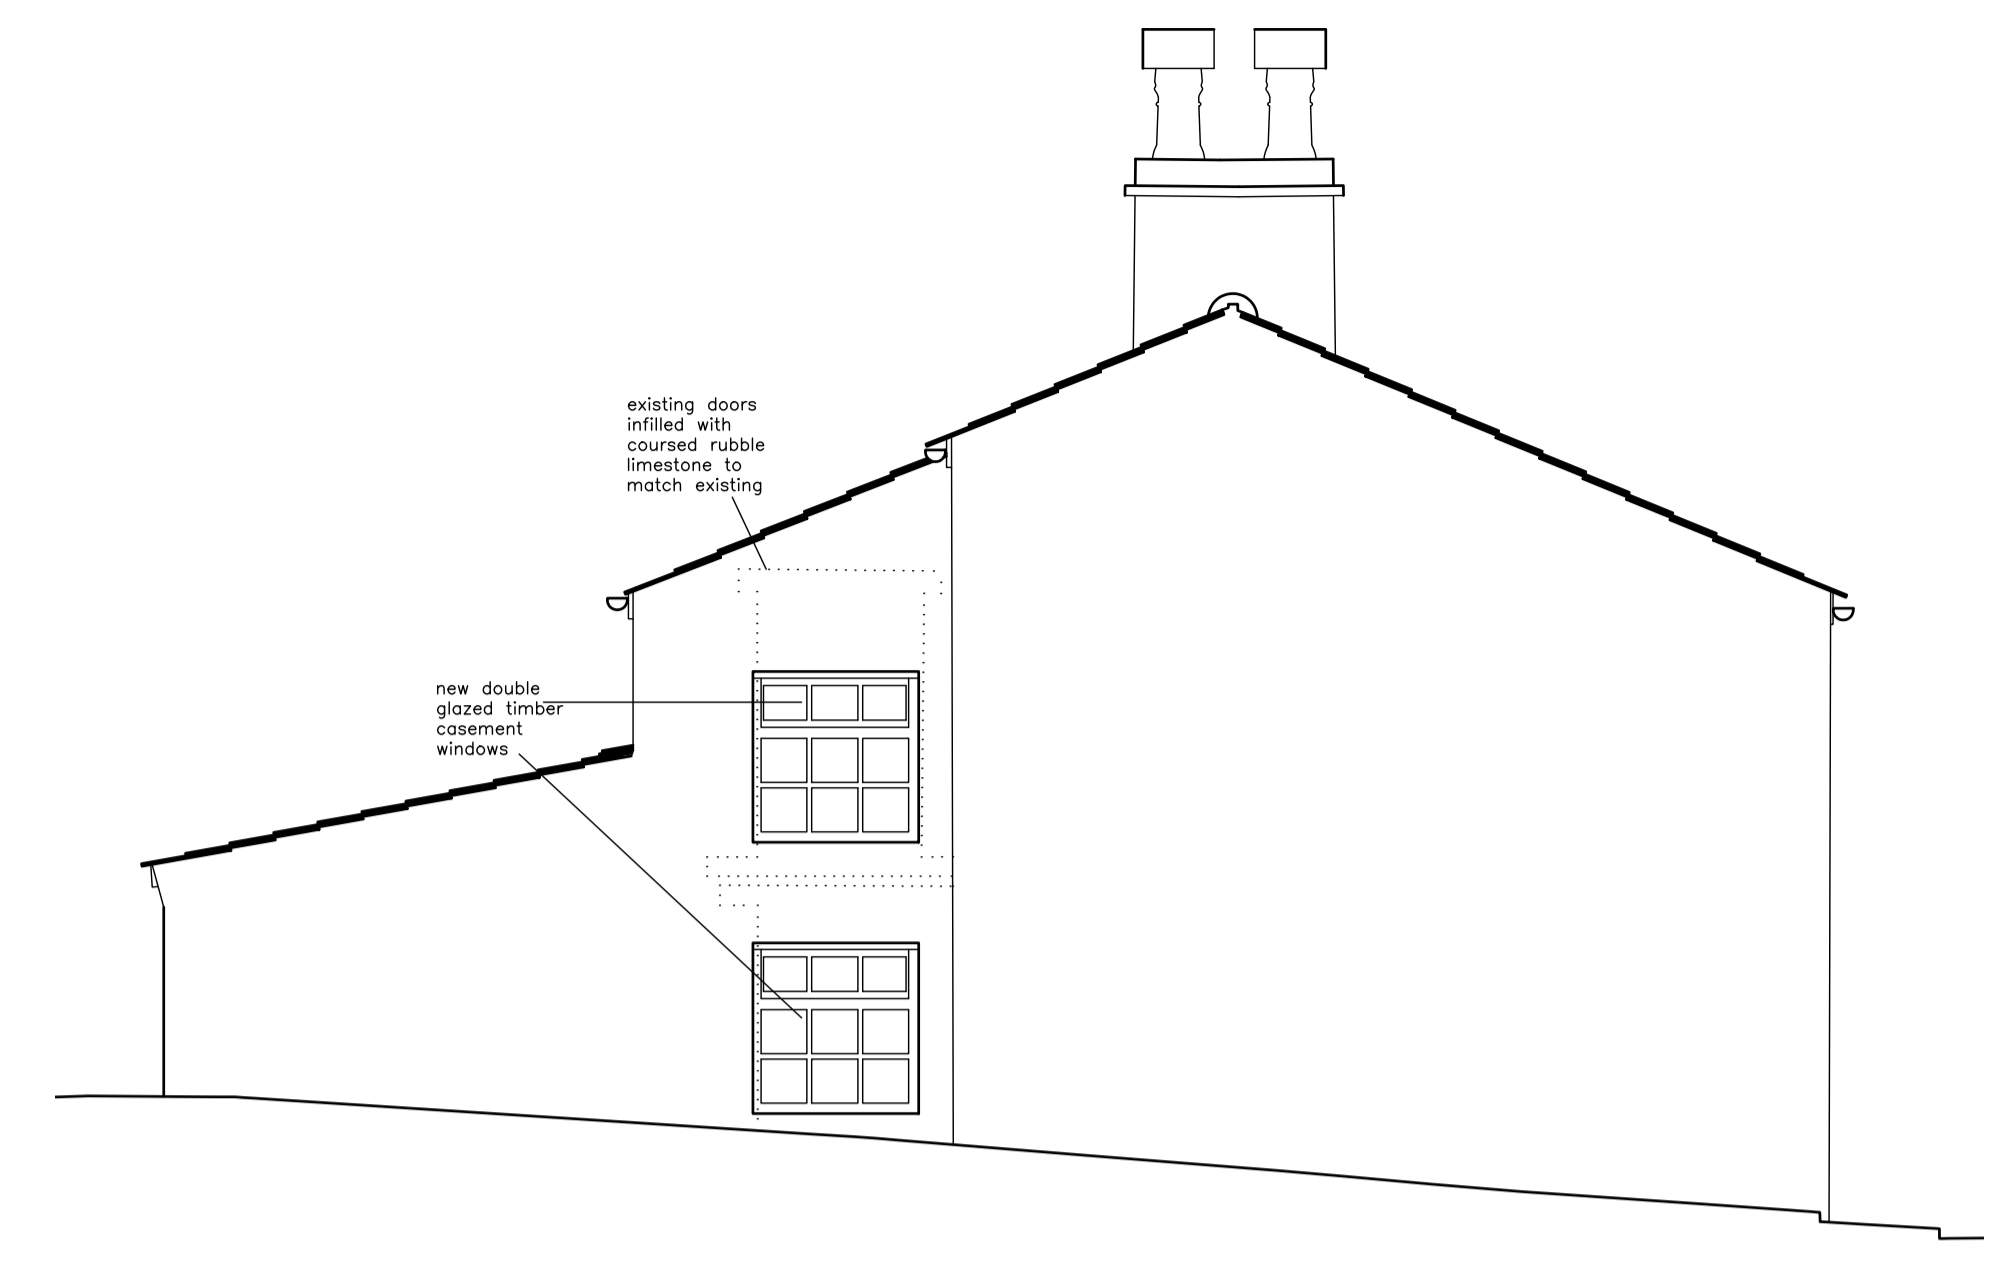 existing doors
infilled with
coursed rubble
limestone to
match existing
new double
glazed timber
casement
windows